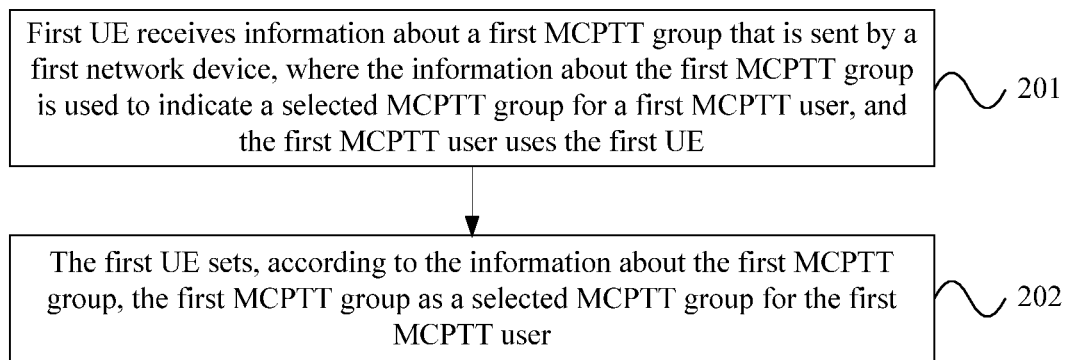 First UE receives information about a first MCPTT group that is sent by a
first network device, where the information about the first MCPTT group
is used to indicate a selected MCPTT group for a first MCPTT user, and
the first MCPTT user uses the first UE
201
The first UE sets, according to the information about the first MCPTT
group, the first MCPTT group as a selected MCPTT group for the first
MCPTT user
202